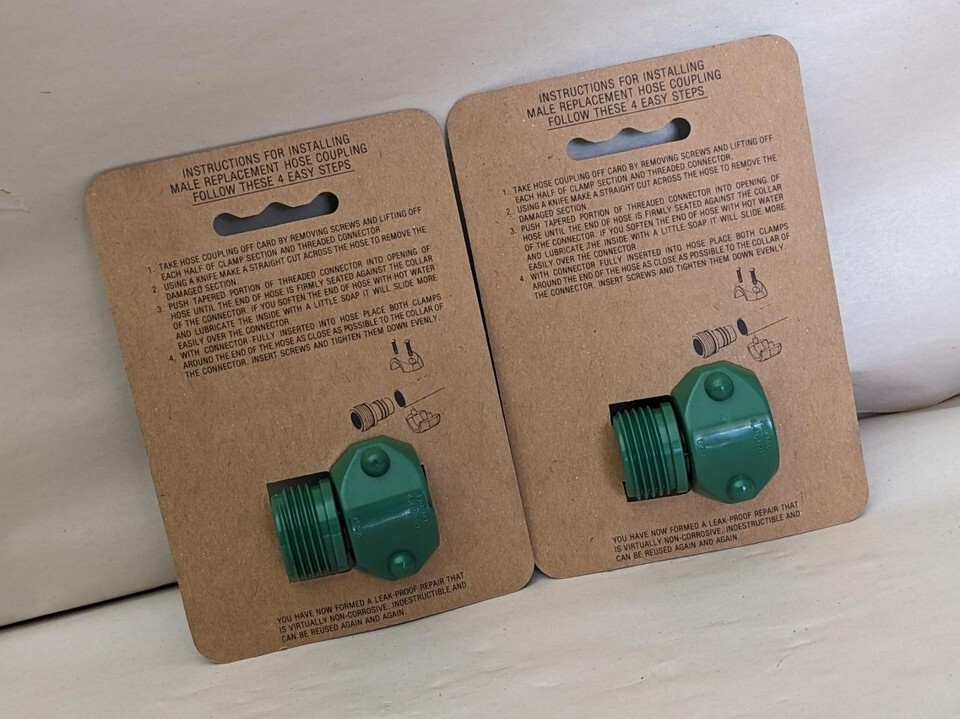 INSTRUCTIONS FOR INSTALLING
MALE REPLACEMENT HOSE COUPLING
FOLLOW THESE 4 EASY STEPS
1. TAKE HOSE COUPLING OFF CARD BY REMOVING SCREWS AND LIFTING OFF
EACH HALF OF CLAMP SECTION AND THREADED CONNECTOR.
2. USING A KNIFE MAKE A STRAIGHT CUT ACROSS THE HOSE TO REMOVE THE
DAMAGED SECTION.
3. PUSH TAPERED PORTION OF THREADED CONNECTOR INTO OPENING OF
HOSE UNTIL THE END OF HOSE IS FIRMLY SEATED AGAINST THE COLLAR
OF THE CONNECTOR. IF YOU SOFTEN THE END OF HOSE WITH HOT WATER
AND LUBRICATE THE INSIDE WITH A LITTLE SOAP IT WILL SLIDE MORE
EASILY OVER THE CONNECTOR.
4. WITH CONNECTOR FULLY INSERTED INTO HOSE PLACE BOTH CLAMPS
AROUND THE END OF THE HOSE AS CLOSE AS POSSIBLE TO THE COLLAR OF
THE CONNECTOR. INSERT SCREWS AND TIGHTEN THEM DOWN EVENLY.
YOU HAVE NOW FORMED A LEAK-PROOF REPAIR THAT
IS VIRTUALLY NON-CORROSIVE, INDESTRUCTIBLE AND
CAN BE REUSED AGAIN AND AGAIN.
INSTRUCTIONS FOR INSTALLING
MALE REPLACEMENT HOSE COUPLING
FOLLOW THESE 4 EASY STEPS
1. TAKE HOSE COUPLING OFF CARD BY REMOVING SCREWS AND LIFTING OFF
EACH HALF OF CLAMP SECTION AND THREADED CONNECTOR.
2. USING A KNIFE MAKE A STRAIGHT CUT ACROSS THE HOSE TO REMOVE THE
DAMAGED SECTION.
3. PUSH TAPERED PORTION OF THREADED CONNECTOR INTO OPENING OF
HOSE UNTIL THE END OF HOSE IS FIRMLY SEATED AGAINST THE COLLAR
OF THE CONNECTOR. IF YOU SOFTEN THE END OF HOSE WITH HOT WATER
AND LUBRICATE THE INSIDE WITH A LITTLE SOAP IT WILL SLIDE MORE
EASILY OVER THE CONNECTOR.
4. WITH CONNECTOR FULLY INSERTED INTO HOSE PLACE BOTH CLAMPS
AROUND THE END OF THE HOSE AS CLOSE AS POSSIBLE TO THE COLLAR OF
THE CONNECTOR. INSERT SCREWS AND TIGHTEN THEM DOWN EVENLY.
YOU HAVE NOW FORMED A LEAK-PROOF REPAIR THAT
IS VIRTUALLY NON-CORROSIVE, INDESTRUCTIBLE AND
CAN BE REUSED AGAIN AND AGAIN.